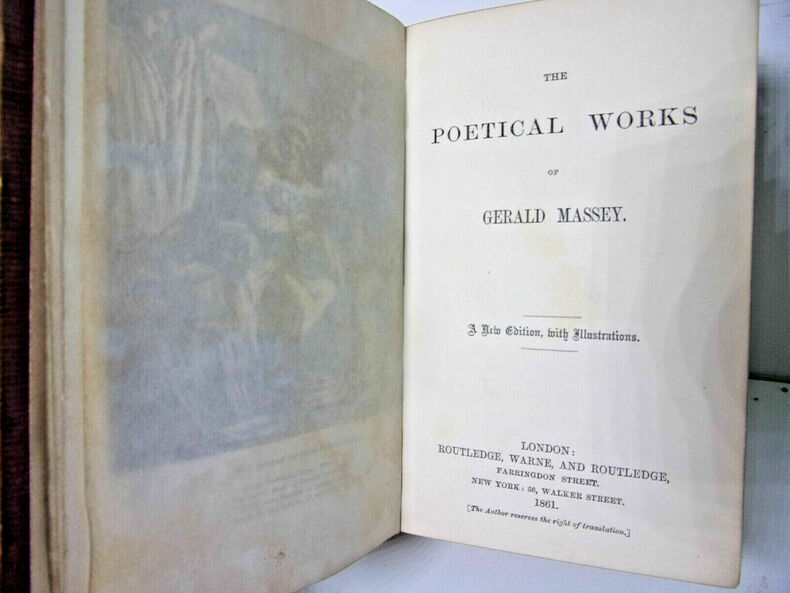 THE
POETICAL WORKS
OF
GERALD MASSEY.
A New Edition, with Illustrations.
LONDON:
ROUTLEDGE, WARNE, AND ROUTLEDGE,
FARRINGDON STREET.
NEW YORK: 56, WALKER STREET.
1861.
[The Author reserves the right of translation.]